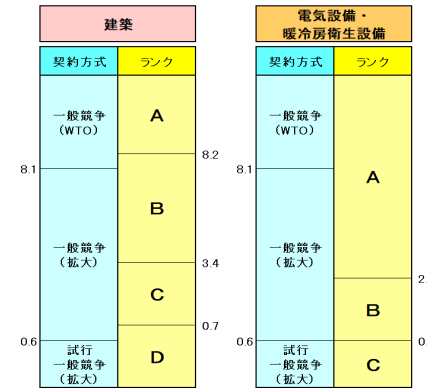 建築
契約方式
ランク
一般競争
(WTO)
A
8.2
8.1
B
一般競争
(拡大)
3.4
C
0.7
0.6
試行
一般競争
(拡大)
D
電気設備・
暖冷房衛生設備
契約方式
ランク
一般競争
(WTO)
8.1
A
一般競争
(拡大)
2.
B
0.6
0.
試行
一般競争
(拡大)
C